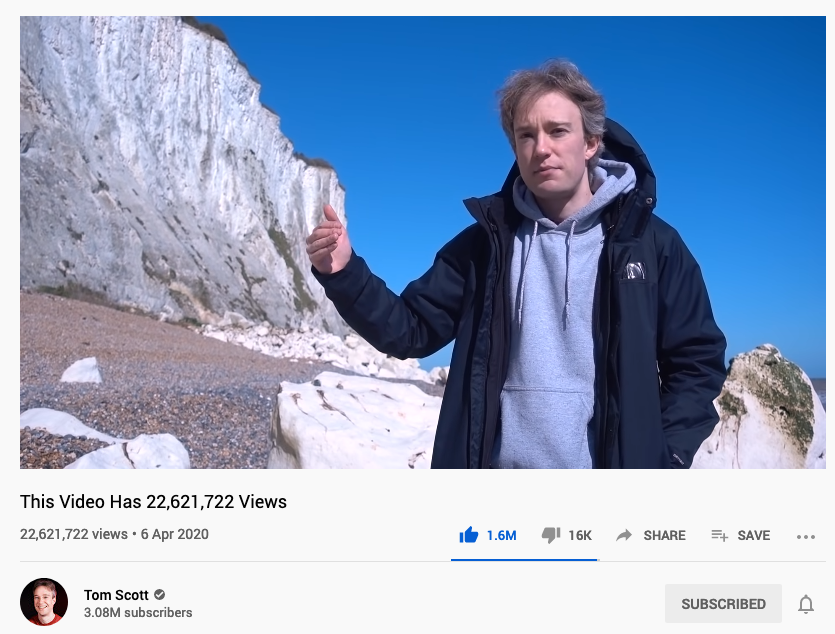 This Video Has 22,621,722 Views
22,621,722 views • 6 Apr 2020
1.6M
16K
SHARE
SAVE
Tom Scott
3.08M subscribers
SUBSCRIBED